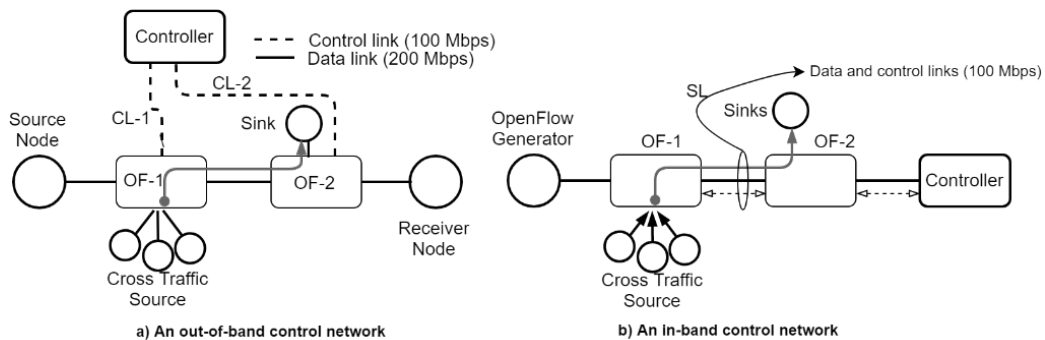 Controller
Control link (100 Mbps)
Data link (200 Mbps)
CL-2
CL-1
Source
Node
Sink
OF-1
OF-2
Receiver
Node
Cross Traffic
Source
a) An out-of-band control network
Data and control links (100 Mbps)
SL
Sinks
OpenFlow
Generator
OF-1
OF-2
Controller
Cross Traffic
Source
b) An in-band control network